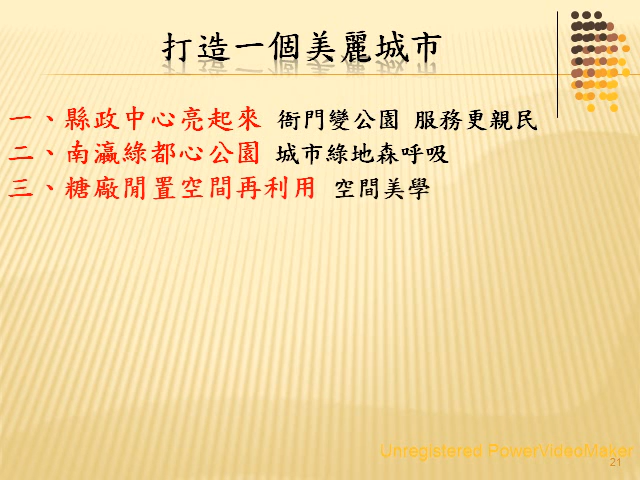 打造一個美麗城市
一、縣政中心亮起來 衙門變公園 服務更親民
二、南瀛綠都心公園 城市綠地森呼吸
三、糖廠閒置空間再利用 空間美學
Unregistered PowerVideoMaker
21